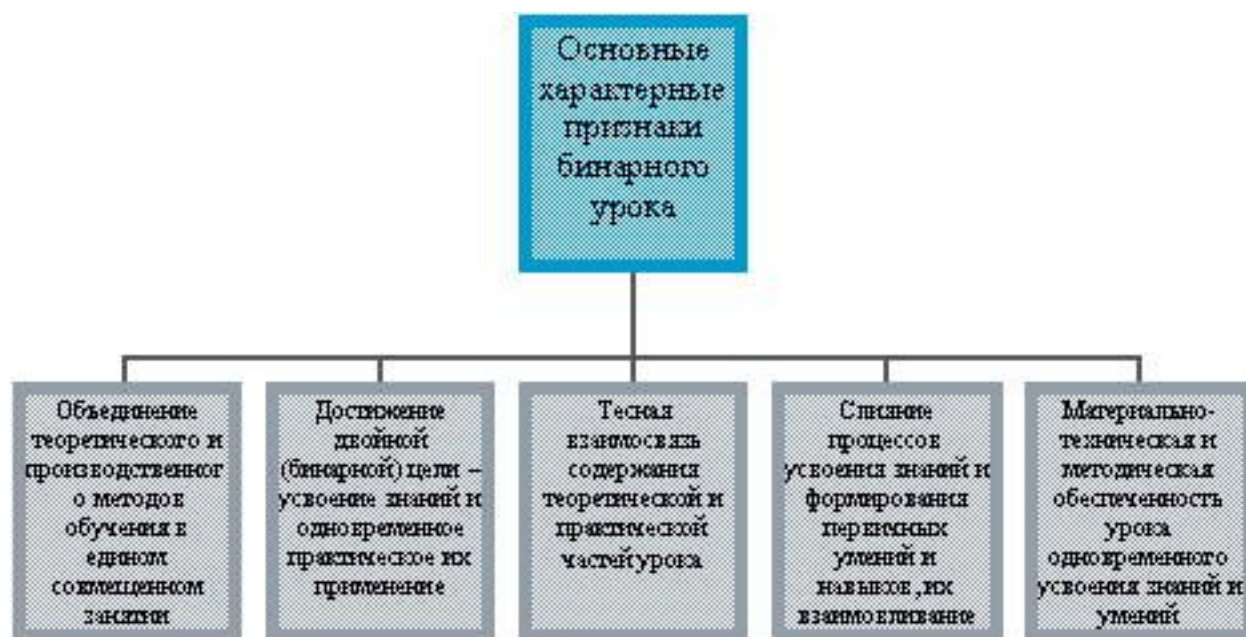 Основные
характерные
признаки
бинарного
урока
Объединение
теоретического и
производственног
о методов
обучения в
едином
совмещенном
занятии
Достижение
двойной
(бинарной) цели –
усвоение знаний и
одновременное
практическое их
применение
Тесная
взаимосвязь
содержания
теоретической и
практической
частей урока
Слияние
процессов
усвоения знаний и
формирования
первичных
умений и
навыков, их
взаимовливание
Материально-
техническая и
методическая
обеспеченность
урока
одновременного
усвоения знаний и
умений